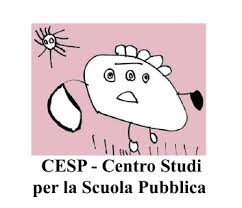 CESP - Centro Studi
per la Scuola Pubblica